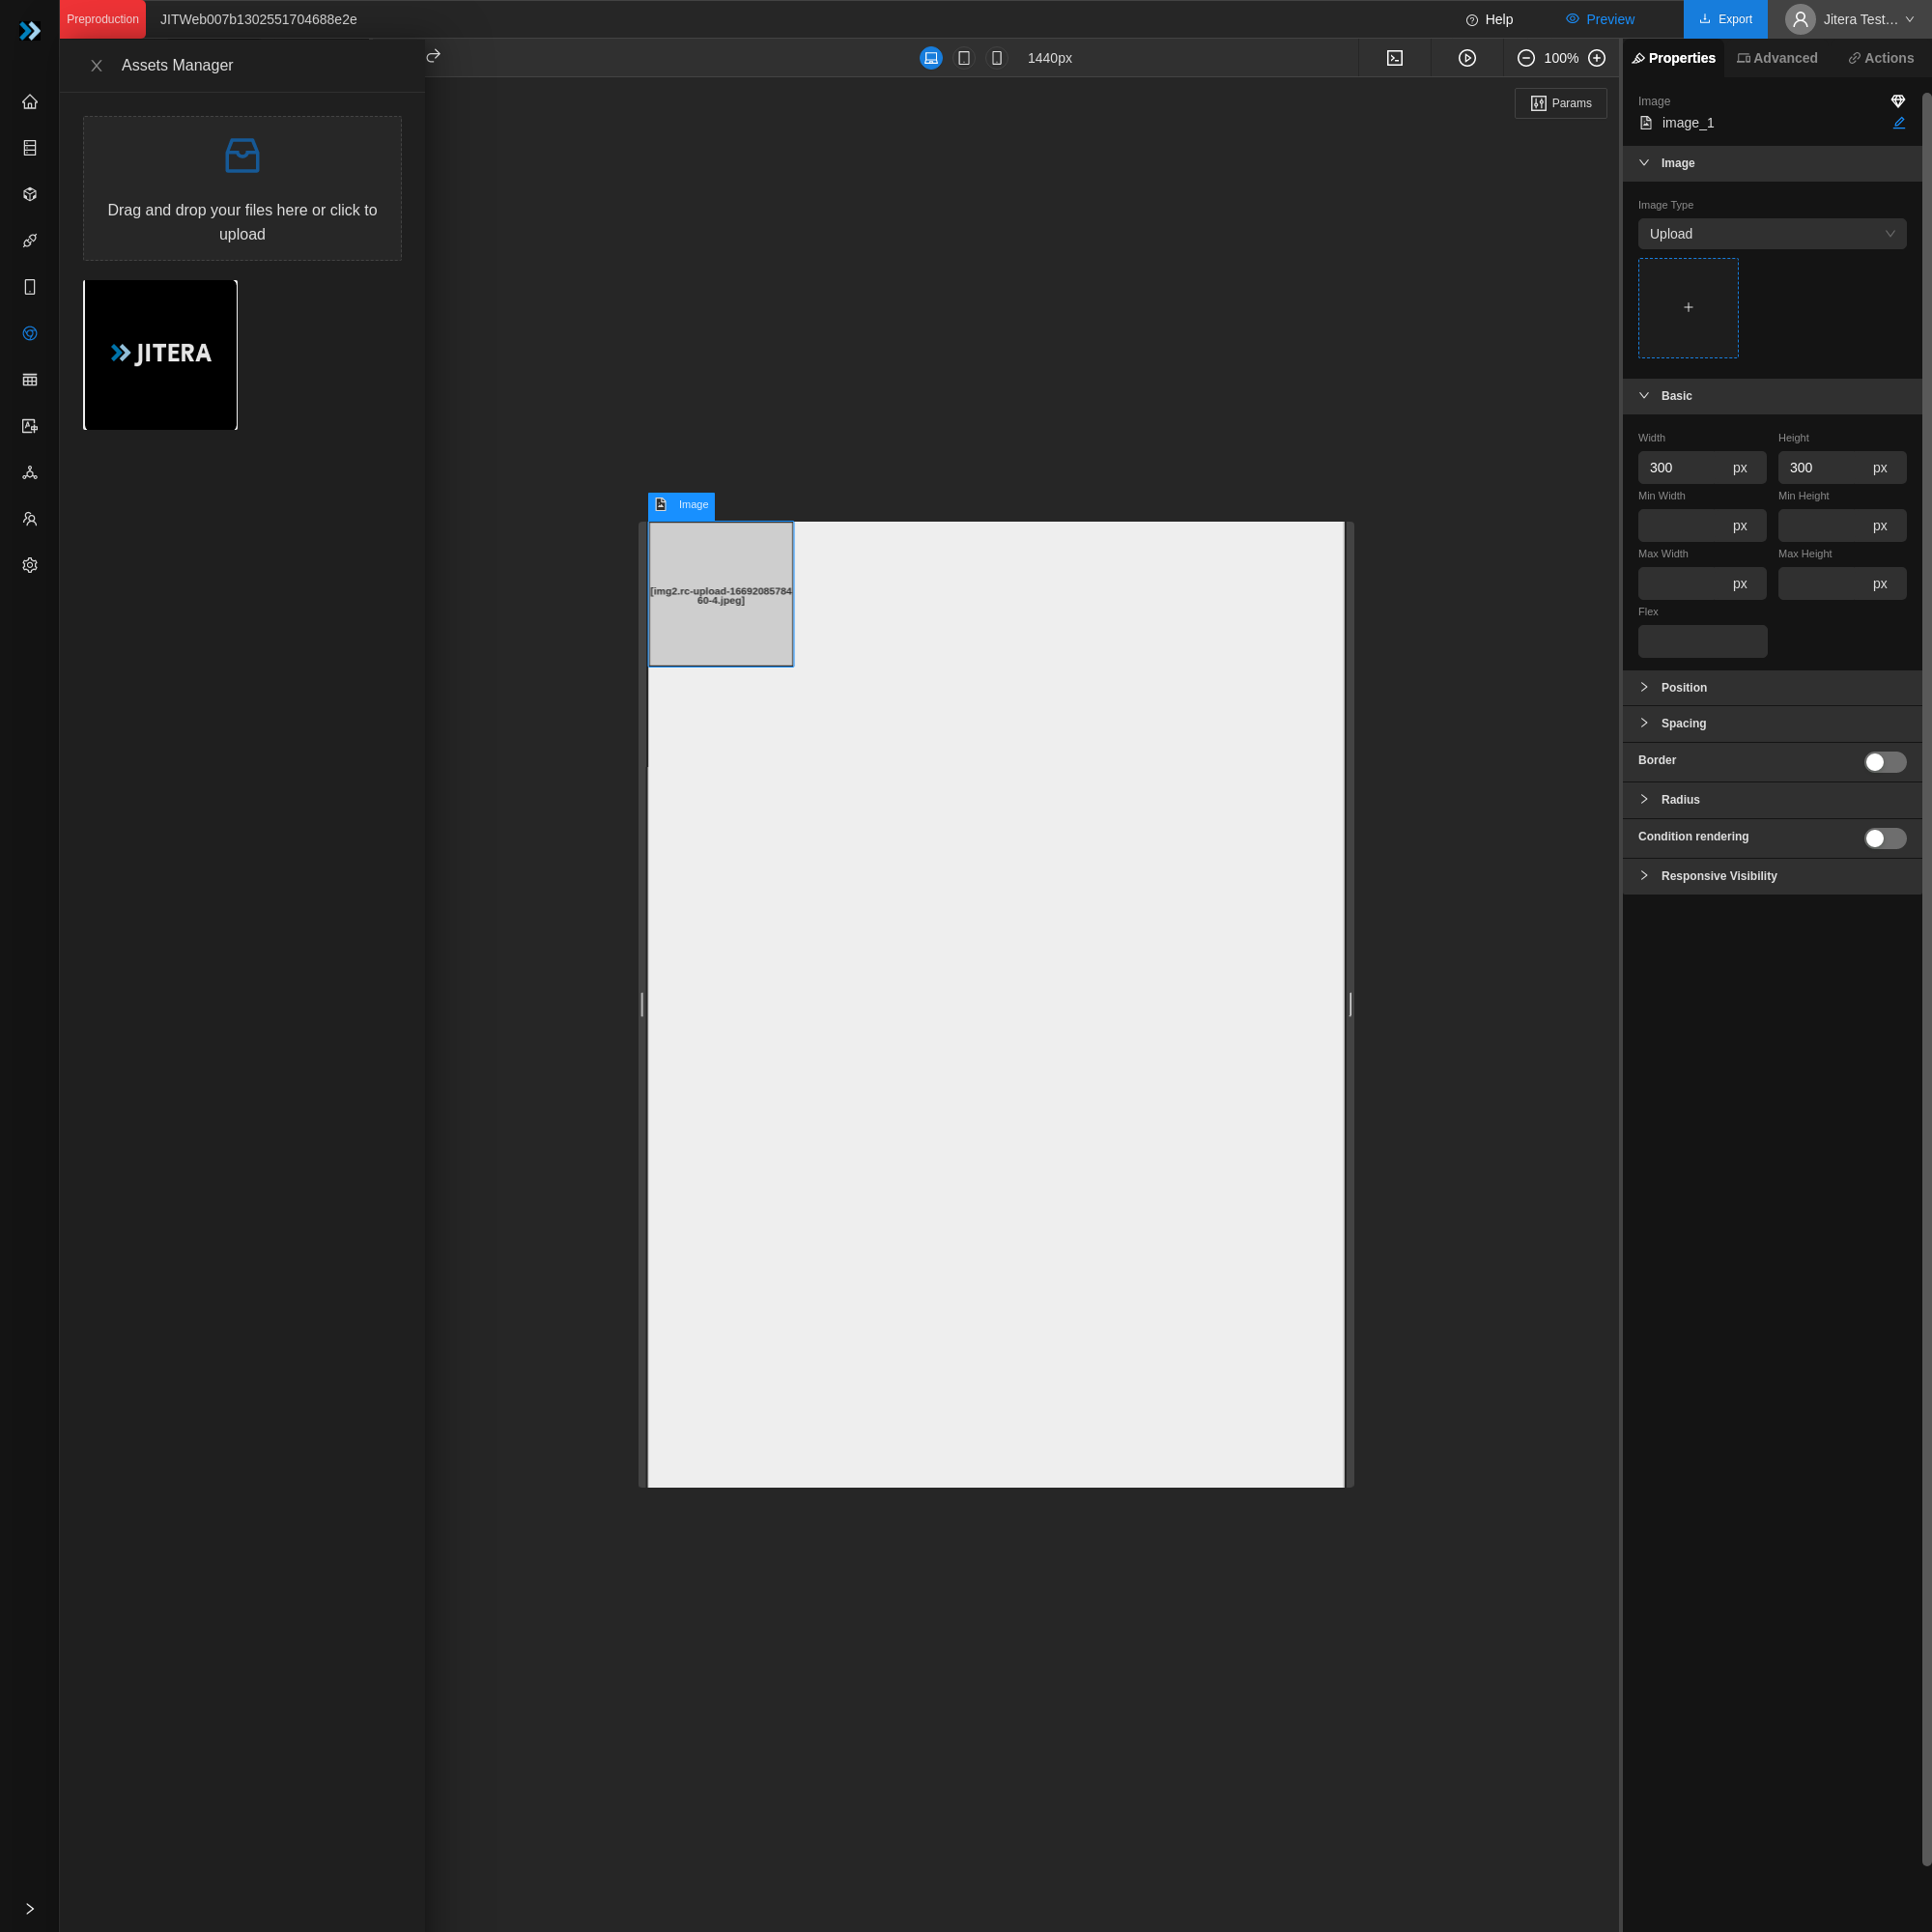 Preproduction
JITWeb007b1302551704688e2e
Help
Preview
Export
Jitera Test...
Assets Manager
1440px
100%
Properties
Advanced
Actions
Drag and drop your files here or click to
upload
JITERA
Params
Image
image_1
Image
Image Type
Upload
+
Basic
Width
Height
300 px
300 px
Min Width
Min Height
px
px
Max Width
Max Height
px
px
Flex
Position
Spacing
Border
Radius
Condition rendering
Responsive Visibility
Image
[img2.rc-upload-16692085784
60-4.jpeg]